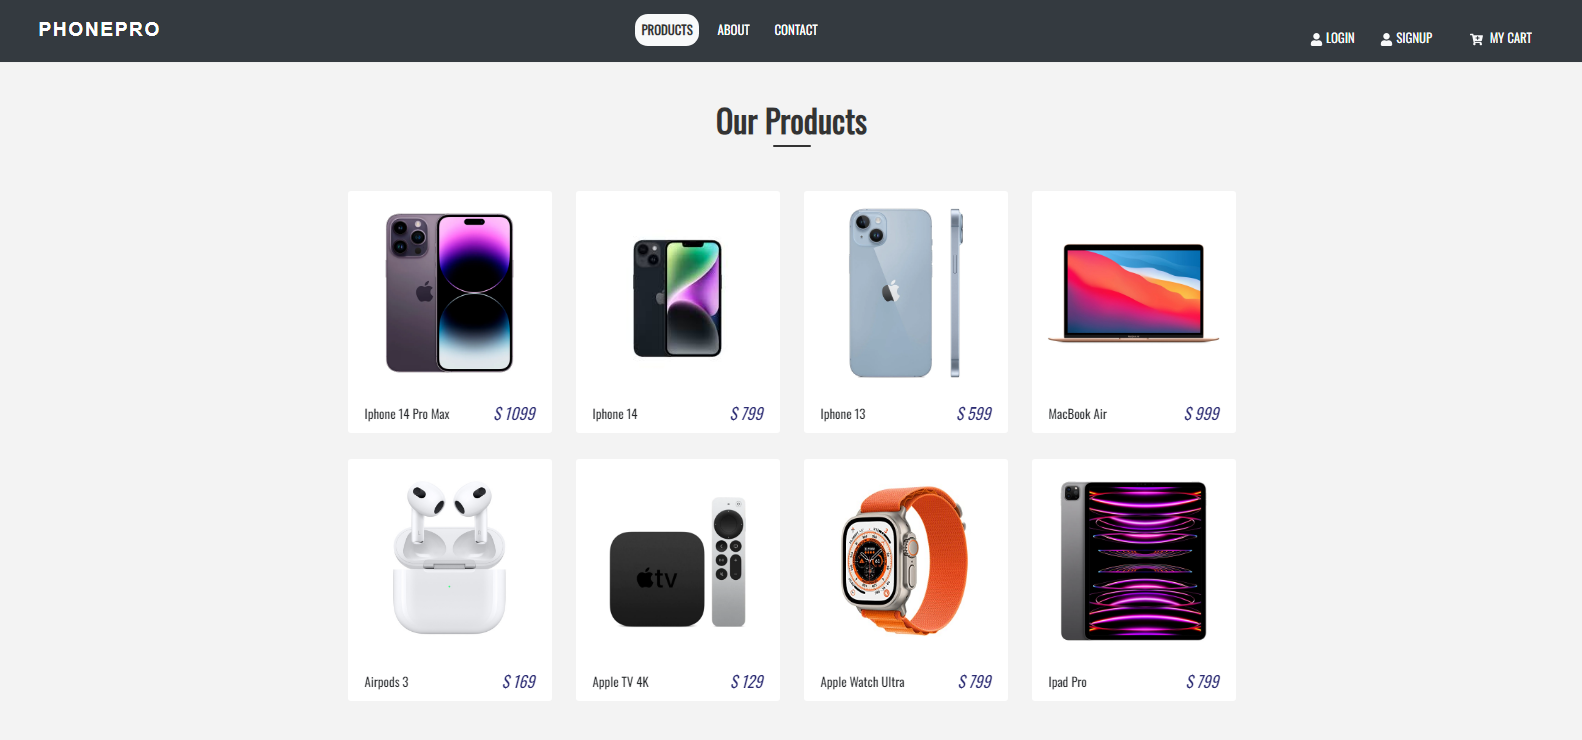 PHONEPRO
PRODUCTS ABOUT CONTACT
LOGIN SIGNUP MY CART
Our Products
Iphone 14 Pro Max $ 1099
Iphone 14 $ 799
Iphone 13 $ 599
MacBook Air $ 999
tv
Airpods 3 $ 169
Apple TV 4K $ 129
Apple Watch Ultra $ 799
Ipad Pro $ 799